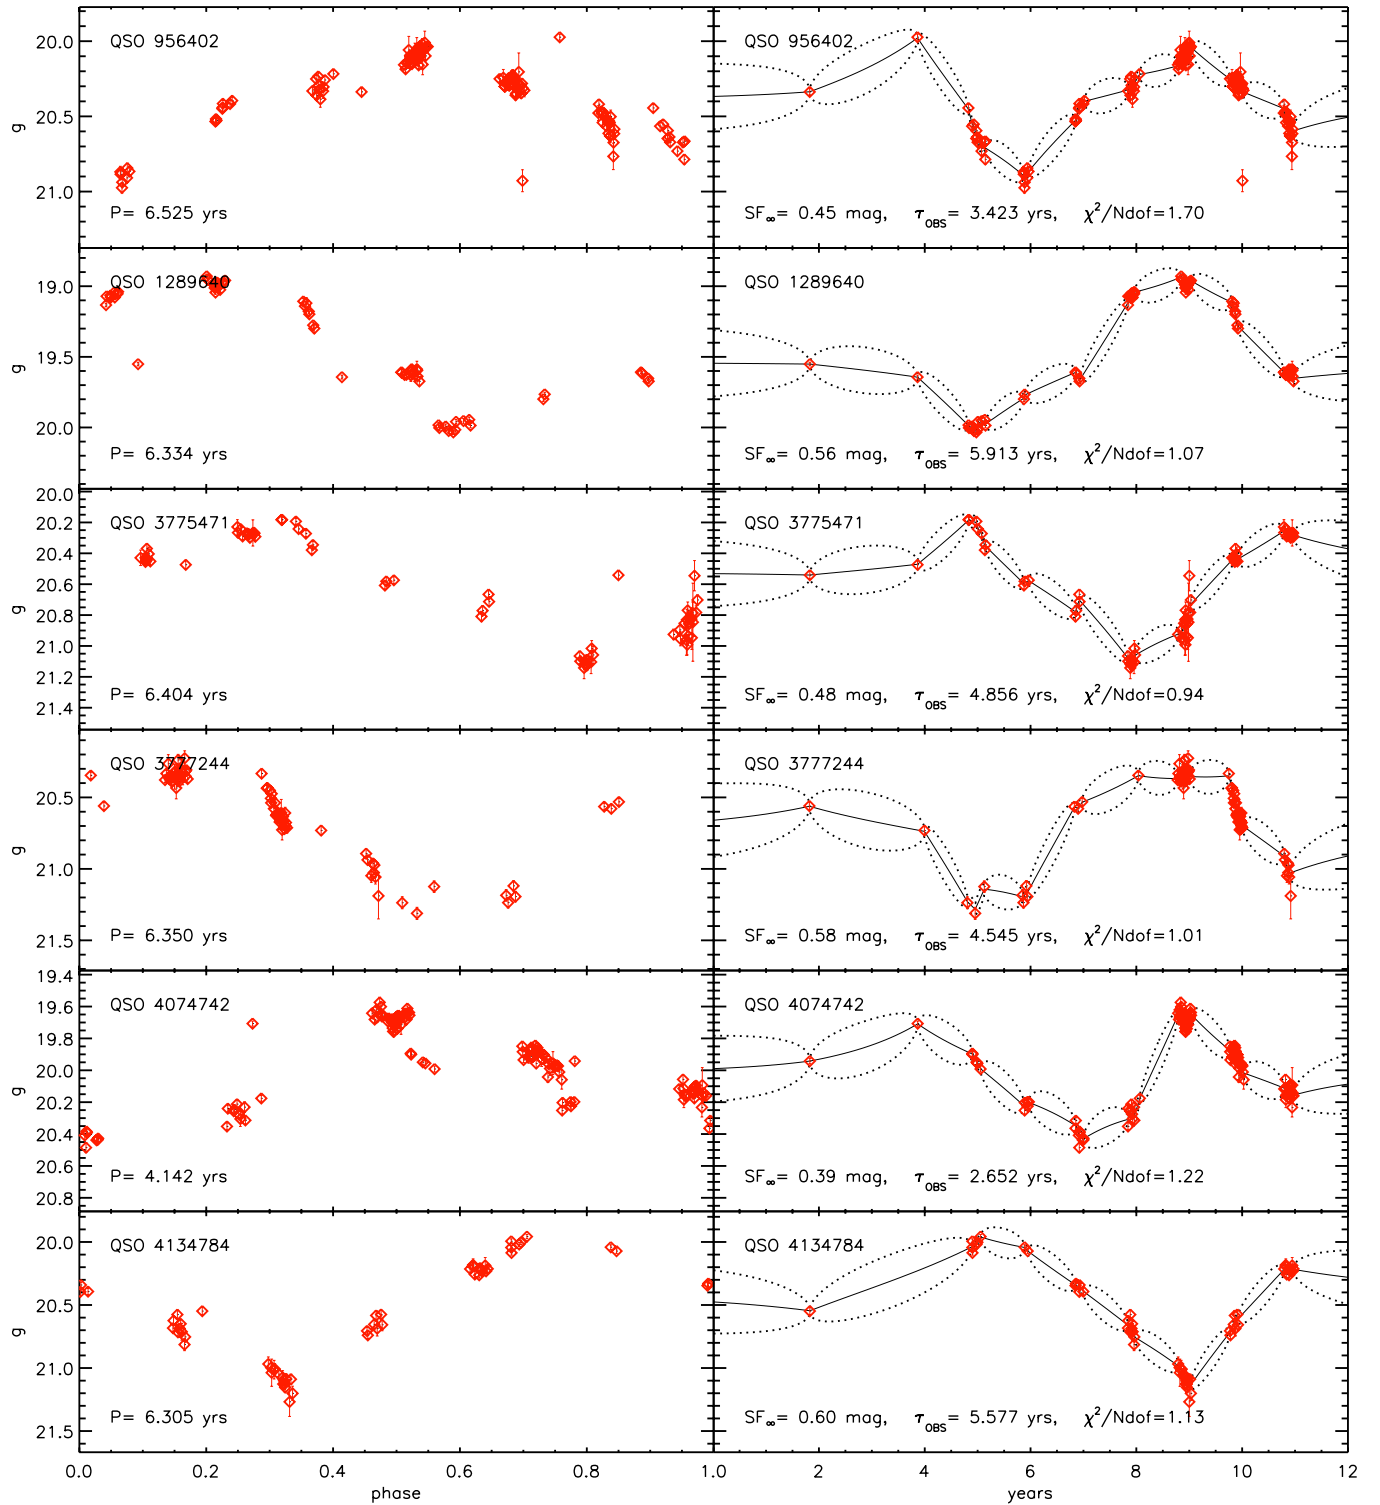 QSO 956402
20.0
20.5
21.0
g
P= 6.525 yrs
QSO 956402
SF∞= 0.45 mag, τOBS= 3.423 yrs, χ²/Ndof=1.70
QSO 1289640
19.0
19.5
20.0
g
P= 6.334 yrs
QSO 1289640
SF∞= 0.56 mag, τOBS= 5.913 yrs, χ²/Ndof=1.07
QSO 3775471
20.0
20.2
20.4
20.6
20.8
21.0
21.2
21.4
g
P= 6.404 yrs
QSO 3775471
SF∞= 0.48 mag, τOBS= 4.856 yrs, χ²/Ndof=0.94
QSO 3777244
20.5
21.0
21.5
g
P= 6.350 yrs
QSO 3777244
SF∞= 0.58 mag, τOBS= 4.545 yrs, χ²/Ndof=1.01
QSO 4074742
19.4
19.6
19.8
20.0
20.2
20.4
20.6
20.8
g
P= 4.142 yrs
QSO 4074742
SF∞= 0.39 mag, τOBS= 2.652 yrs, χ²/Ndof=1.22
QSO 4134784
20.0
20.5
21.0
21.5
g
P= 6.305 yrs
QSO 4134784
SF∞= 0.60 mag, τOBS= 5.577 yrs, χ²/Ndof=1.13
0.0 0.2 0.4 0.6 0.8 1.0 2 4 6 8 10 12
phase
years